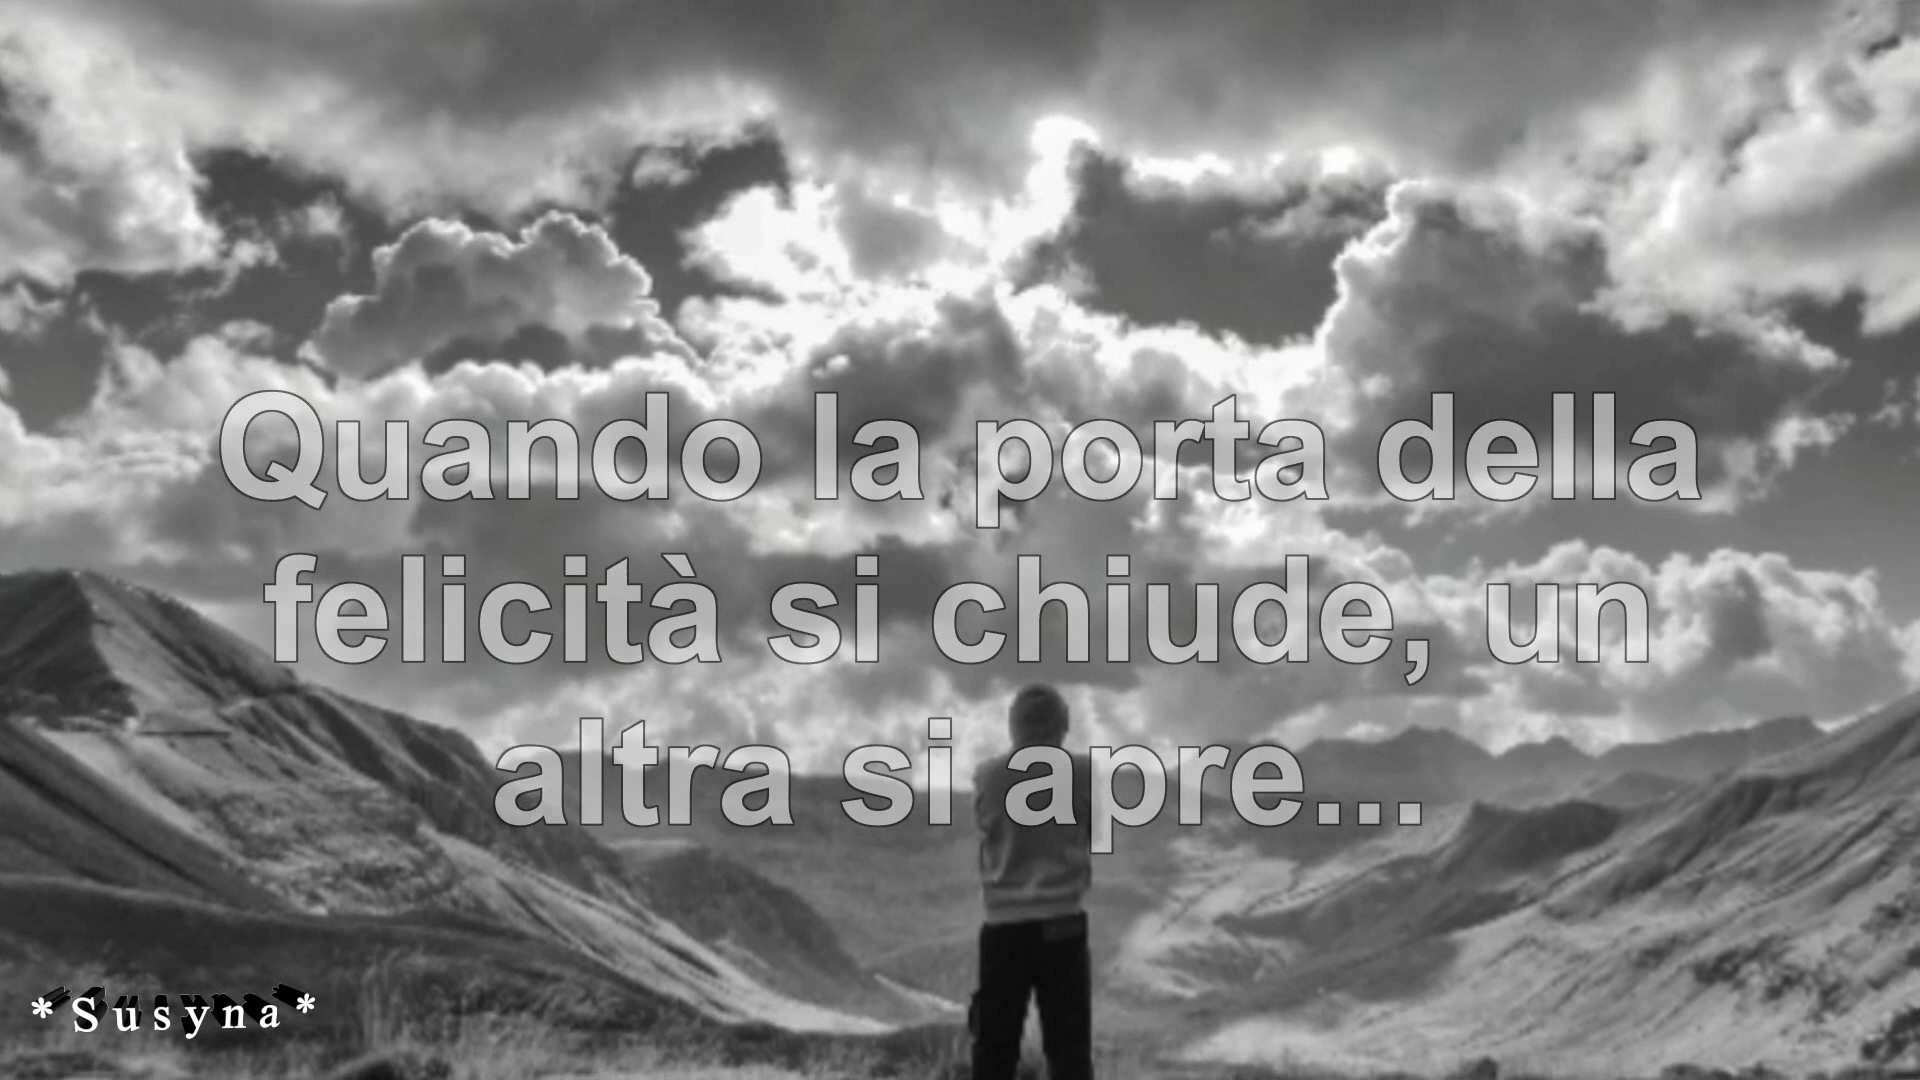 Quando la porta della
felicità si chiude, un
altra si apre...
*Susyna*